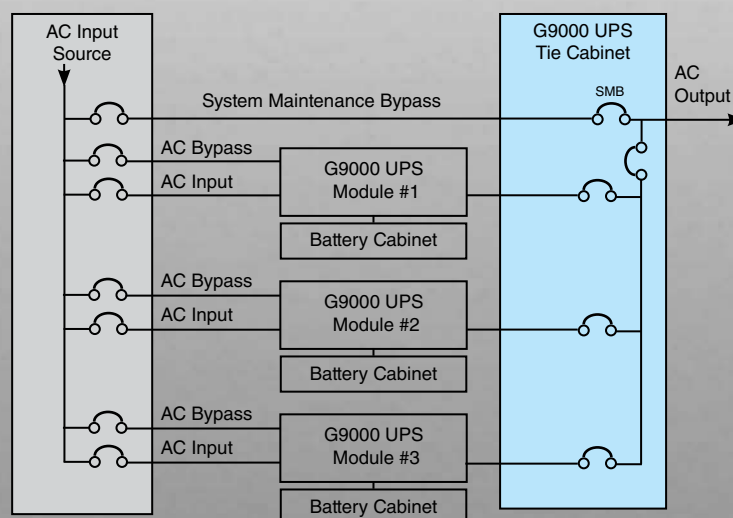 AC Input
Source
G9000 UPS
Tie Cabinet
AC
Output
System Maintenance Bypass
SMB
AC Bypass
AC Input
G9000 UPS
Module #1
Battery Cabinet
AC Bypass
AC Input
G9000 UPS
Module #2
Battery Cabinet
AC Bypass
AC Input
G9000 UPS
Module #3
Battery Cabinet